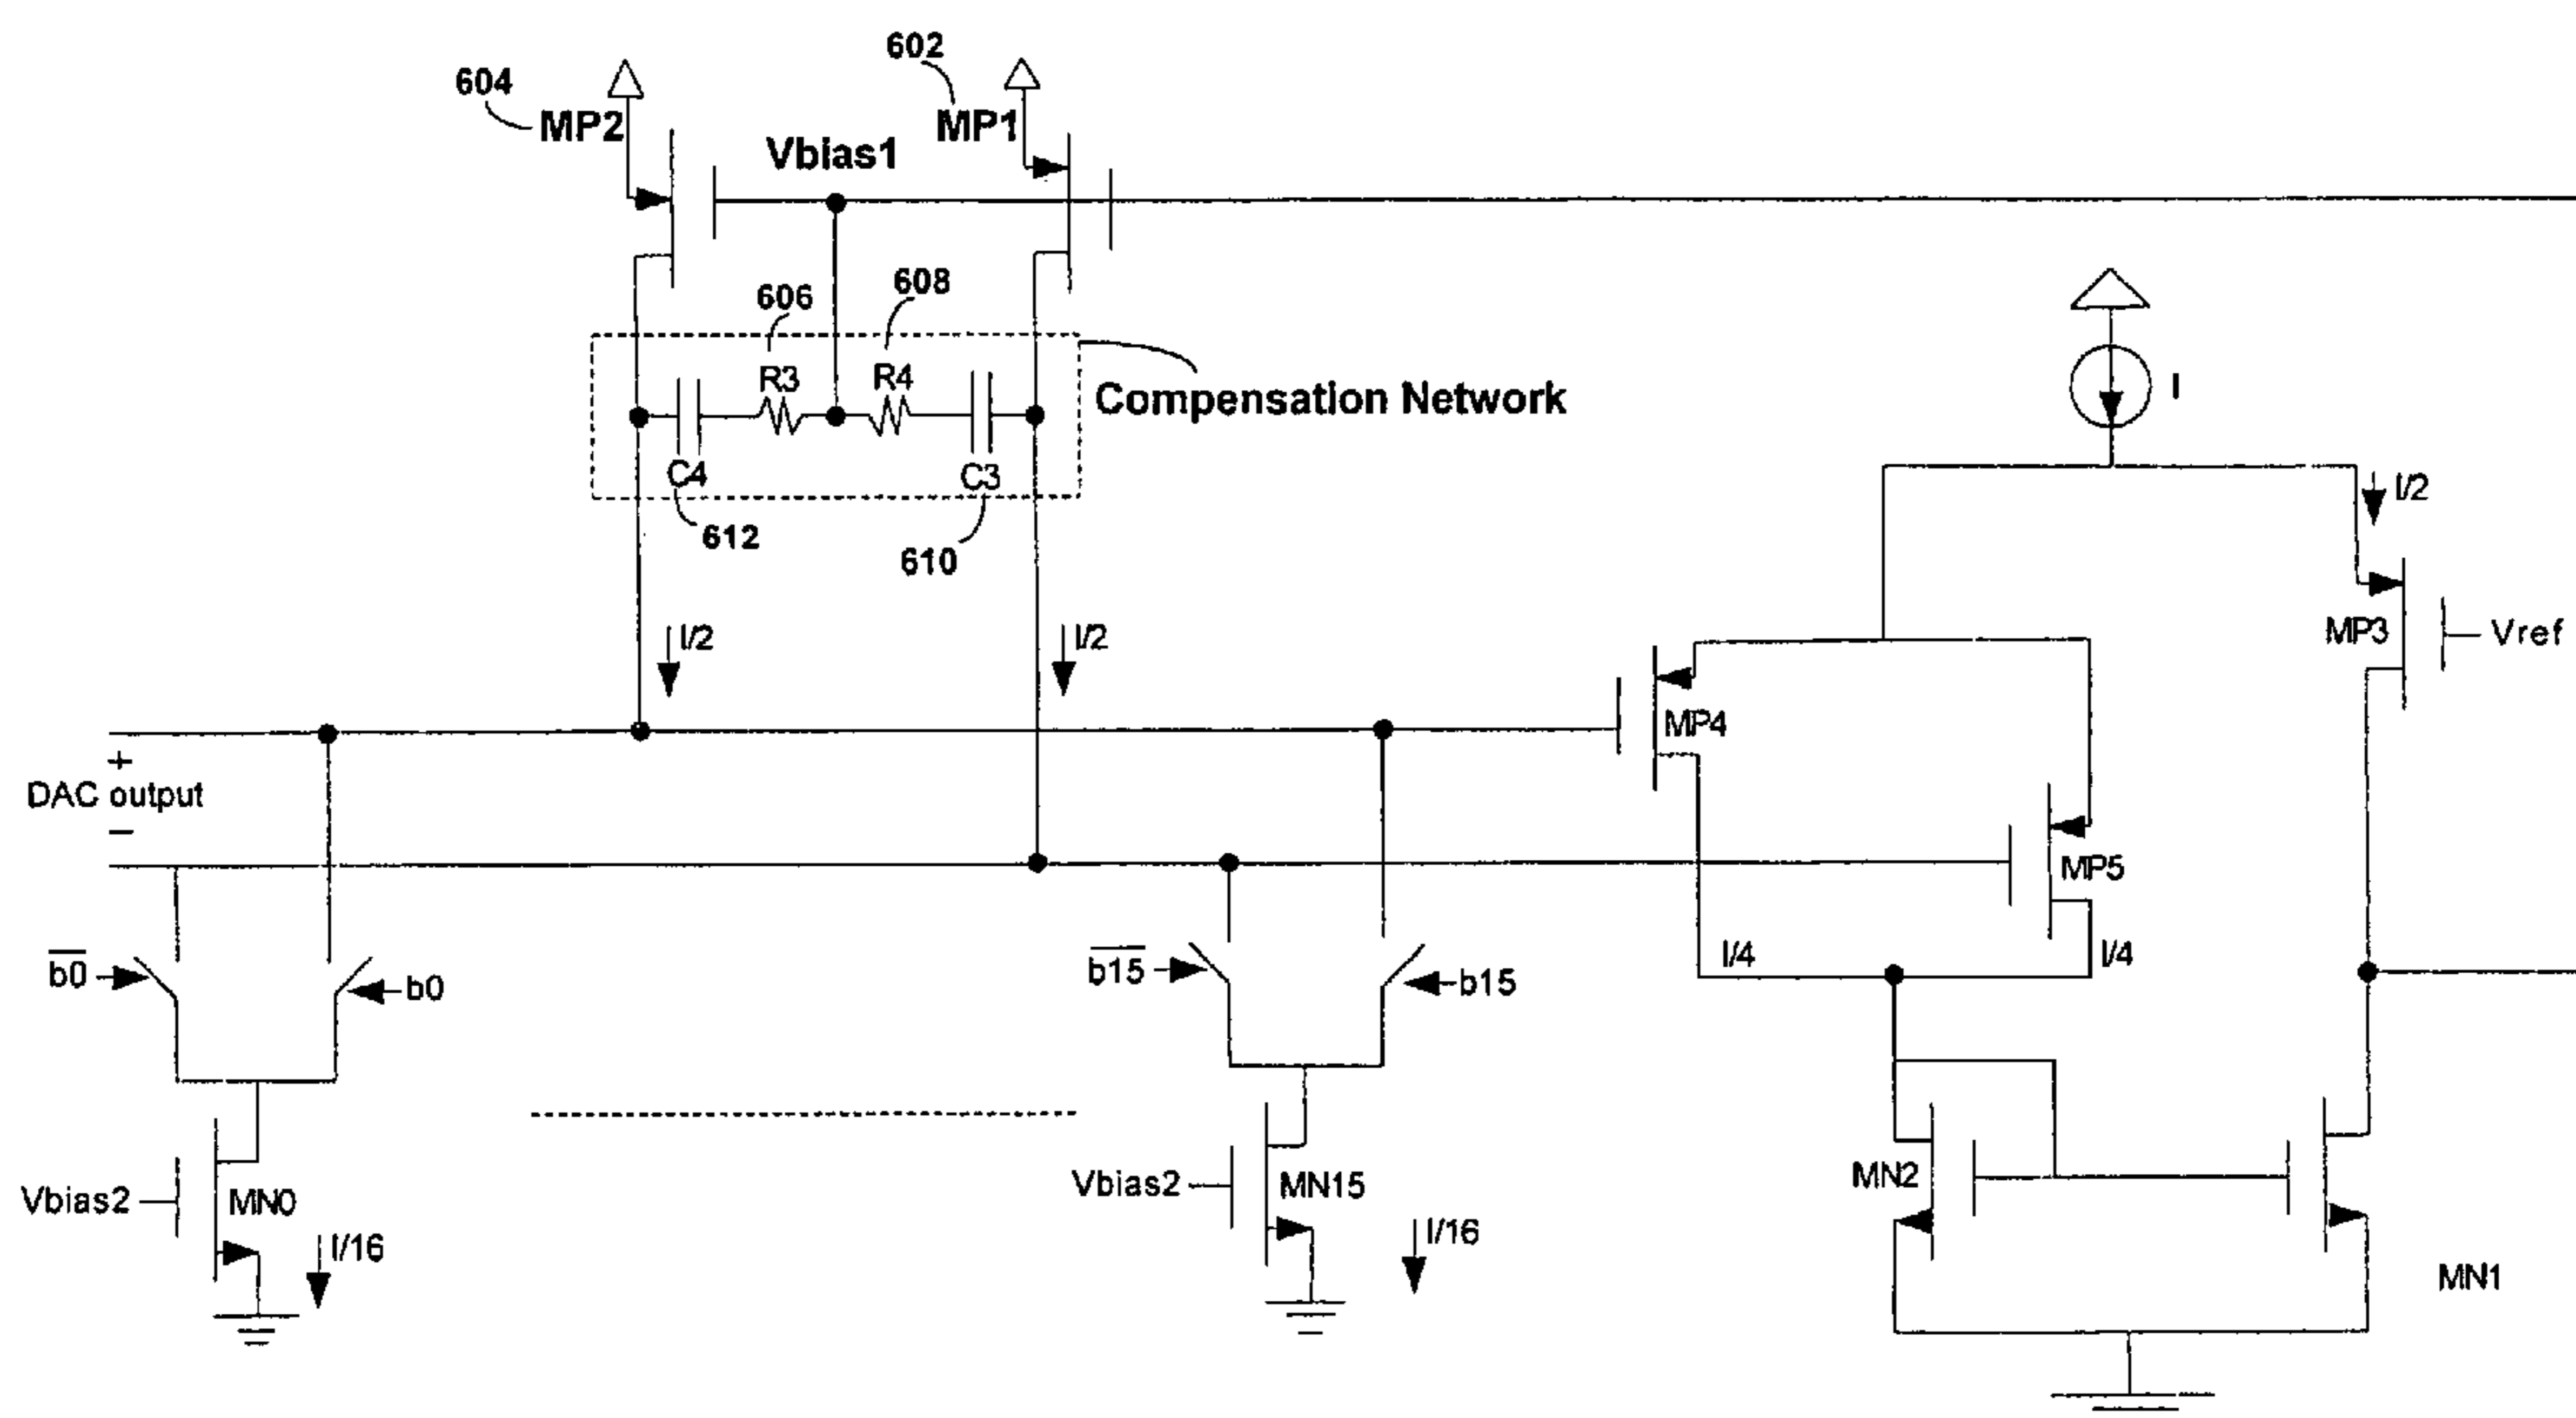 602
604
MP2
MP1
Vbias1
606
608
R3
R4
Compensation Network
I
C4
C3
612
610
I/2
I/2
I/2
MP3
Vref
MP4
+
DAC output
−
MP5
b0
b0
b15
b15
I/4
I/4
Vbias2
MN0
I/16
Vbias2
MN15
I/16
MN2
MN1